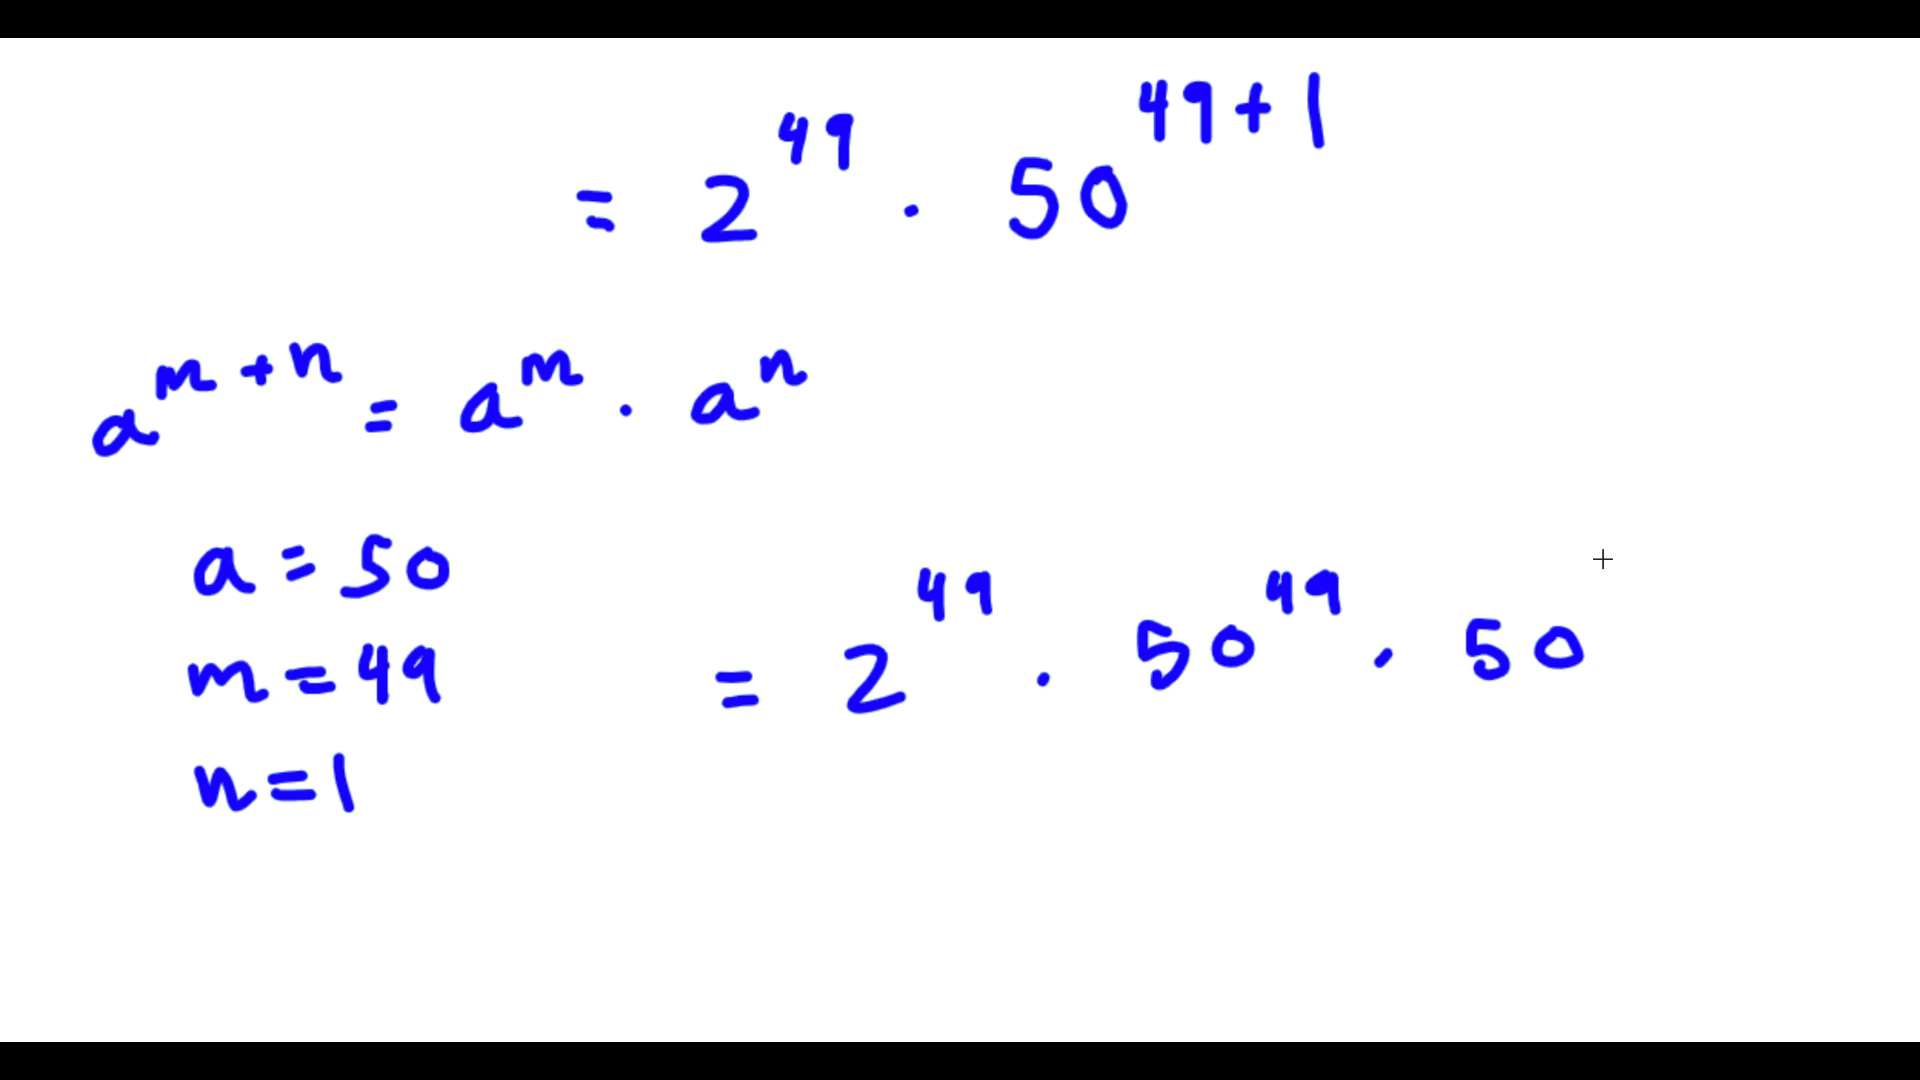 = 2^49 · 50^49+1
a^m+n = a^m · a^n
a = 50
m = 49
n = 1
= 2^49 · 50^49 · 50